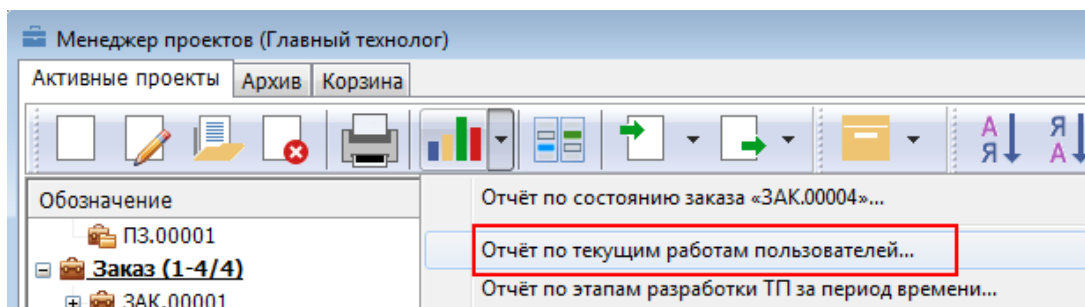 Менеджер проектов (Главный технолог)
Активные проекты Архив Корзина
А Я Я А
Обозначение
ПЗ.00001
Заказ (1-4/4)
ЗАК.00001
Отчёт по состоянию заказа «ЗАК.00004»...
Отчёт по текущим работам пользователей...
Отчёт по этапам разработки ТП за период времени...